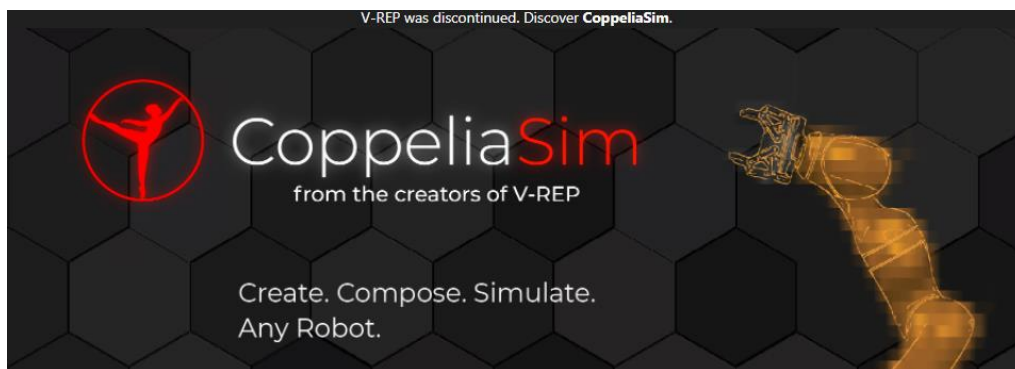 V-REP was discontinued. Discover CoppeliaSim.
CoppeliaSim
from the creators of V-REP
Create. Compose. Simulate.
Any Robot.